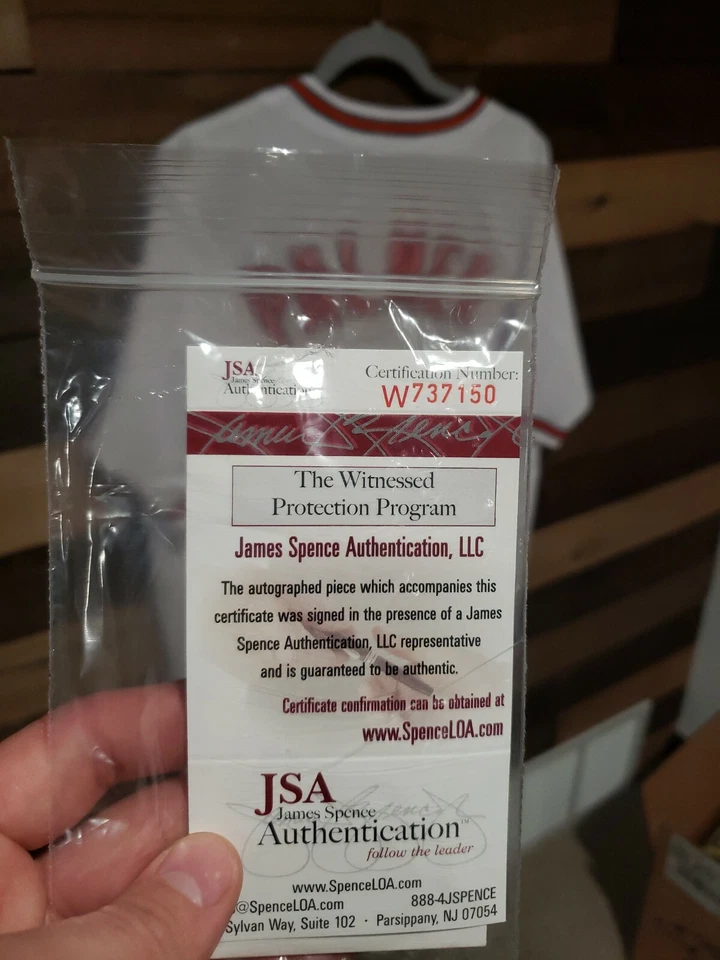 JSA
James Spence
Authentication
Certification Number:
W737150
The Witnessed
Protection Program
James Spence Authentication, LLC
The autographed piece which accompanies this
certificate was signed in the presence of a James
Spence Authentication, LLC representative
and is guaranteed to be authentic.
Certificate confirmation can be obtained at
www.SpenceLOA.com
JSA
James Spence
Authentication™
follow the leader
www.SpenceLOA.com
@SpenceLOA.com
888-4JSPENCE
Sylvan Way, Suite 102 · Parsippany, NJ 07054